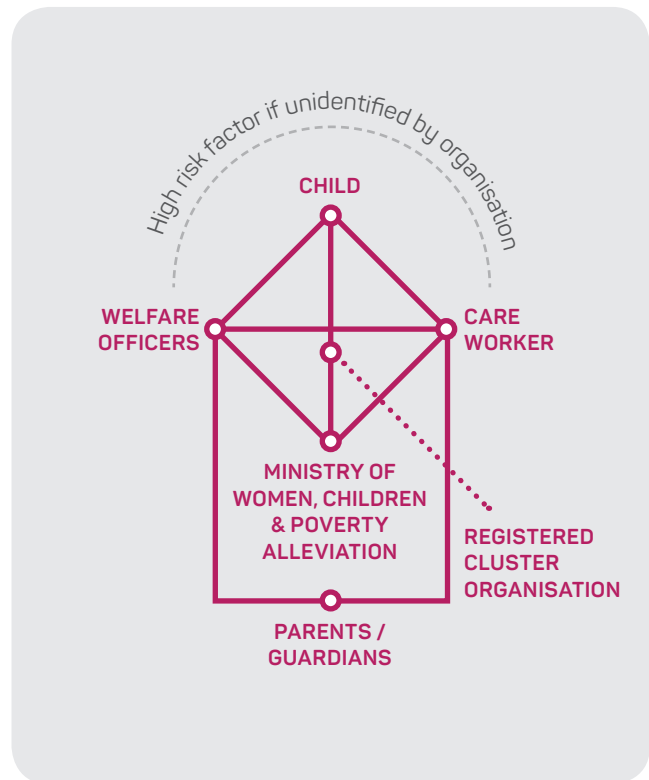 High risk factor if unidentified by organisation
CHILD
WELFARE
OFFICERS
CARE
WORKER
MINISTRY OF
WOMEN, CHILDREN
& POVERTY
ALLEVIATION
REGISTERED
CLUSTER
ORGANISATION
PARENTS /
GUARDIANS